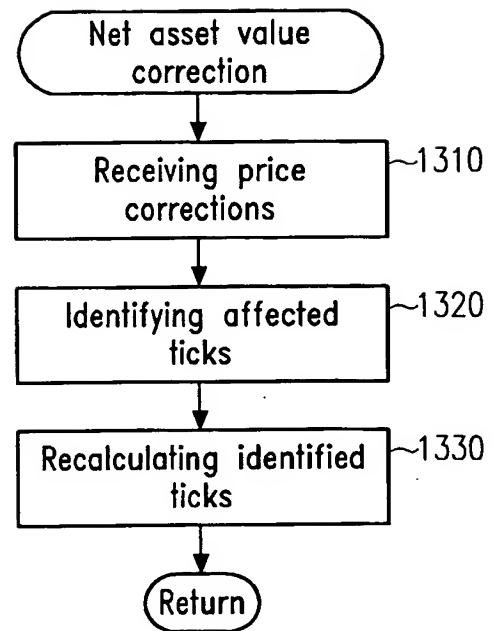 Net asset value
correction
Receiving price
corrections
1310
Identifying affected
ticks
1320
Recalculating identified
ticks
1330
Return